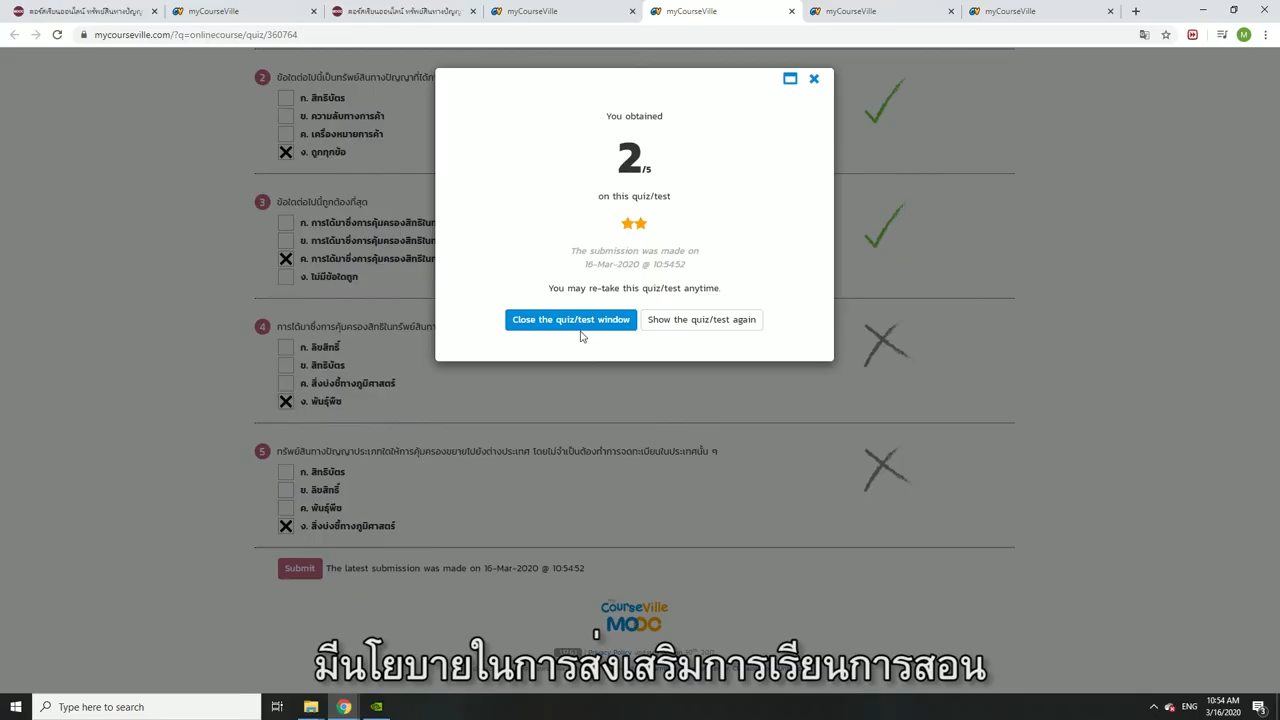 คอร์สเรียนออนไลน์ ทรัพย์สินทางปัญญ
myCourseVille
คอร์สเรียนออนไลน์ ทรัพย์สินทางปัญญ
myCourseVille
myCourseVille
myCourseVille
myCourseVille
mycourseville.com/?q=onlinecourse/quiz/360764
M
2 ข้อใดต่อไปนี้เป็นทรัพย์สินทางปัญญาที่ได้
ก. สิทธิบัตร
ข. ความลับทางการค้า
ค. เครื่องหมายการค้า
ง. ถูกทุกข้อ
3 ข้อใดต่อไปนี้ถูกต้องที่สุด
ก. การได้มาซึ่งการคุ้มครองสิทธิใน
ข. การได้มาซึ่งการคุ้มครองสิทธิใน
ค. การได้มาซึ่งการคุ้มครองสิทธิใน
ง. ไม่มีข้อใดถูก
4 การได้มาซึ่งการคุ้มครองสิทธิในทรัพย์สิน
ก. ลิขสิทธิ์
ข. สิทธิบัตร
ค. สิ่งบ่งชี้ทางภูมิศาสตร์
ง. พันธุ์พืช
5 ทรัพย์สินทางปัญญาประเภทใดให้การคุ้มครองขยายไปยังต่างประเทศ โดยไม่จำเป็นต้องทำการจดทะเบียนในประเทศนั้น ๆ
ก. สิทธิบัตร
ข. ลิขสิทธิ์
ค. พันธุ์พืช
ง. สิ่งบ่งชี้ทางภูมิศาสตร์
You obtained
2/5
on this quiz/test
The submission was made on
16-Mar-2020 @ 10:54:52
You may re-take this quiz/test anytime.
Close the quiz/test window
Show the quiz/test again
Submit The latest submission was made on 16-Mar-2020 @ 10:54:52
my
CourseVille
MOOC
Privacy Policy
มีนโยบายในการส่งเสริมการเรียนการสอน
Type here to search
ENG
10:54 AM
3/16/2020
3